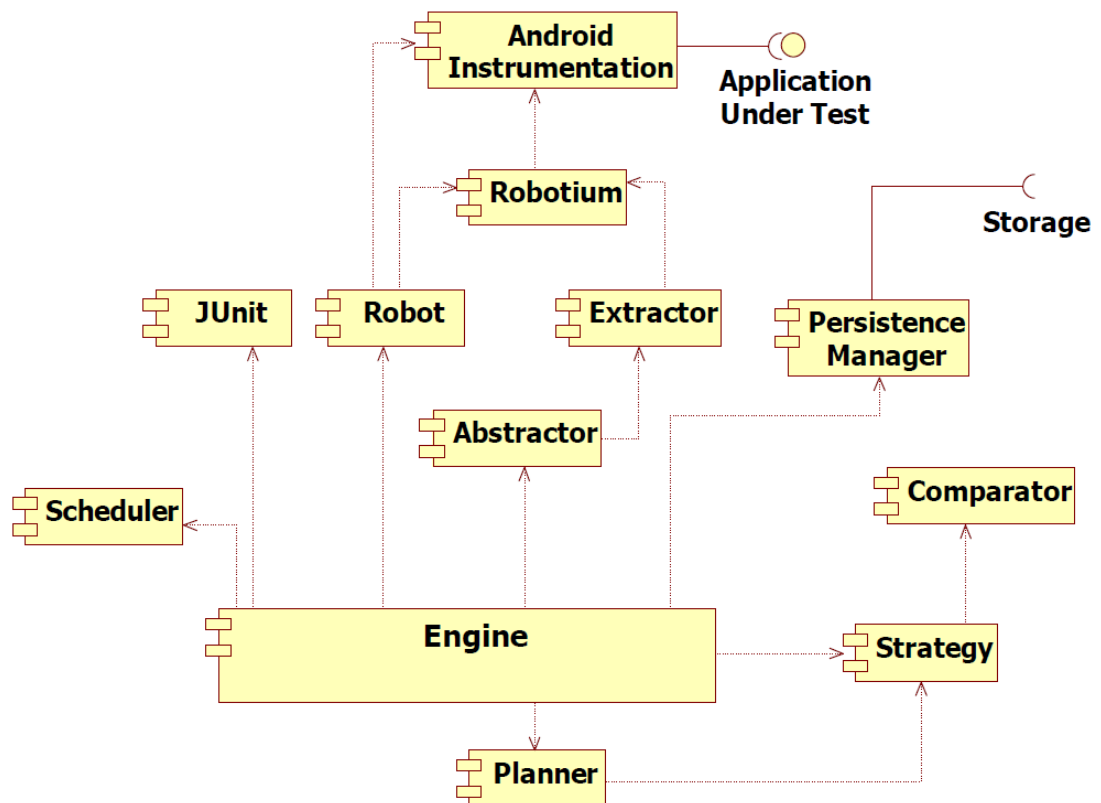 Android
Instrumentation
Application
Under Test
Robotium
Storage
JUnit
Robot
Extractor
Persistence
Manager
Abstractor
Scheduler
Comparator
Engine
Strategy
Planner